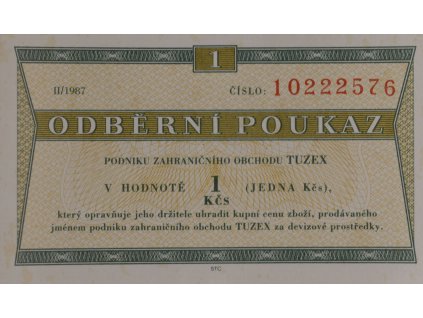 1
II/1987 ČÍSLO: 10222576
ODBĚRNÍ POUKAZ
PODNIKU ZAHRANIČNÍHO OBCHODU TUZEX
V HODNOTĚ 1 (JEDNA Kčs),
Kčs
který opravňuje jeho držitele uhradit kupní cenu zboží, prodávaného
jménem podniku zahraničního obchodu TUZEX za devizové prostředky.
STC